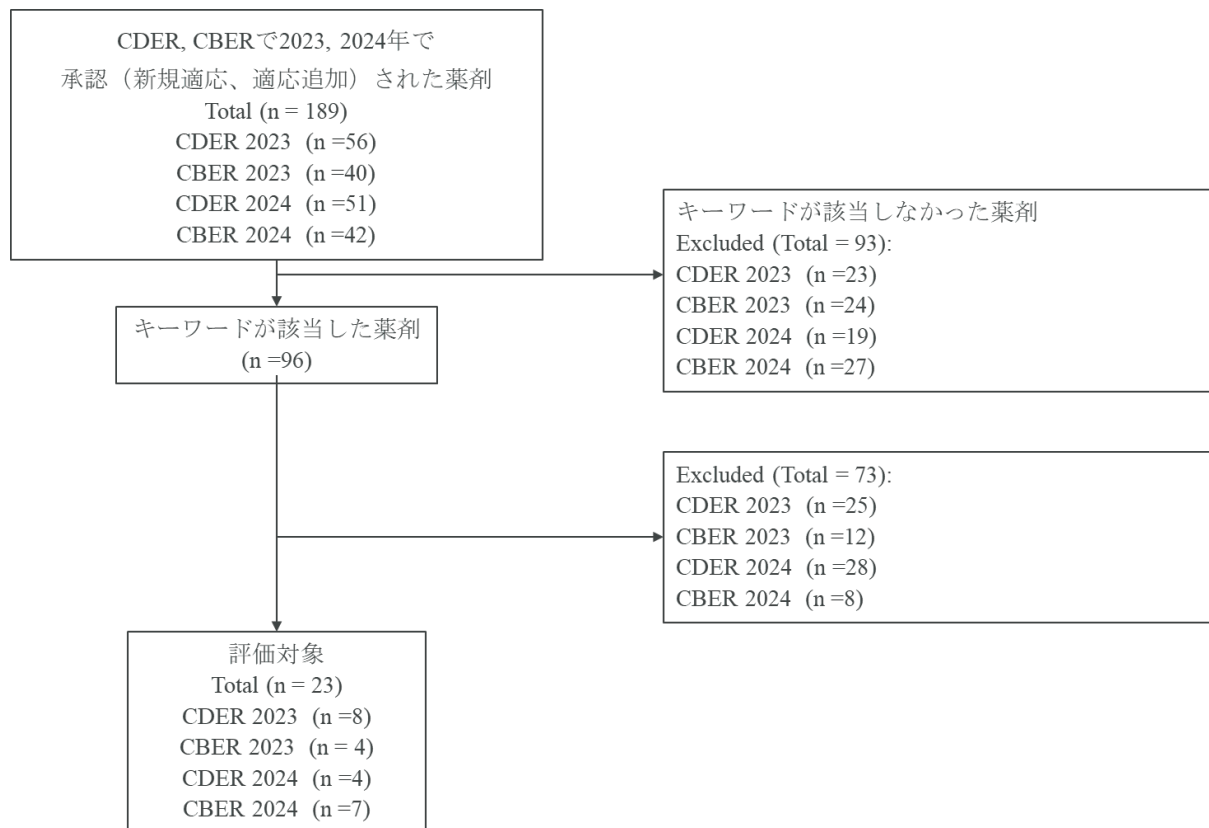 CDER, CBERで2023, 2024年で
承認（新規適応、適応追加）された薬剤
Total (n = 189)
CDER 2023 (n =56)
CBER 2023 (n =40)
CDER 2024 (n =51)
CBER 2024 (n =42)
キーワードが該当しなかった薬剤
Excluded (Total = 93):
CDER 2023 (n =23)
CBER 2023 (n =24)
CDER 2024 (n =19)
CBER 2024 (n =27)
キーワードが該当した薬剤
(n =96)
Excluded (Total = 73):
CDER 2023 (n =25)
CBER 2023 (n =12)
CDER 2024 (n =28)
CBER 2024 (n =8)
評価対象
Total (n = 23)
CDER 2023 (n =8)
CBER 2023 (n = 4)
CDER 2024 (n =4)
CBER 2024 (n =7)